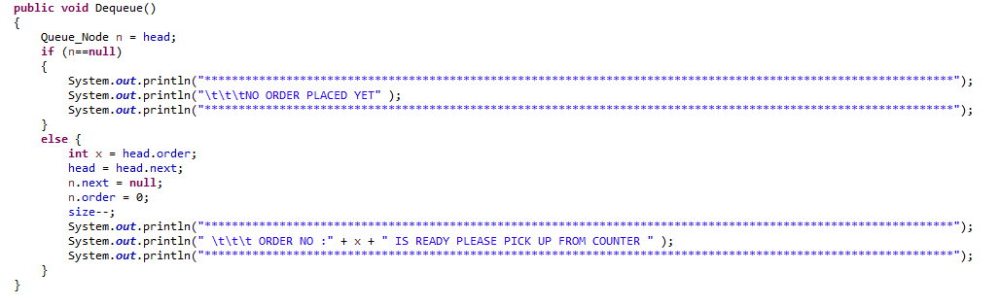 public void Dequeue()
{
    Queue_Node n = head;
    if (n==null)
    {
        System.out.println("**************************************************************************************************************");
        System.out.println("\t\t\tNO ORDER PLACED YET" );
        System.out.println("**************************************************************************************************************");
    }
    else {
        int x = head.order;
        head = head.next;
        n.next = null;
        n.order = 0;
        size--;
        System.out.println("**************************************************************************************************************");
        System.out.println(" \t\t\t ORDER NO :" + x + " IS READY PLEASE PICK UP FROM COUNTER " );
        System.out.println("**************************************************************************************************************");
    }
}